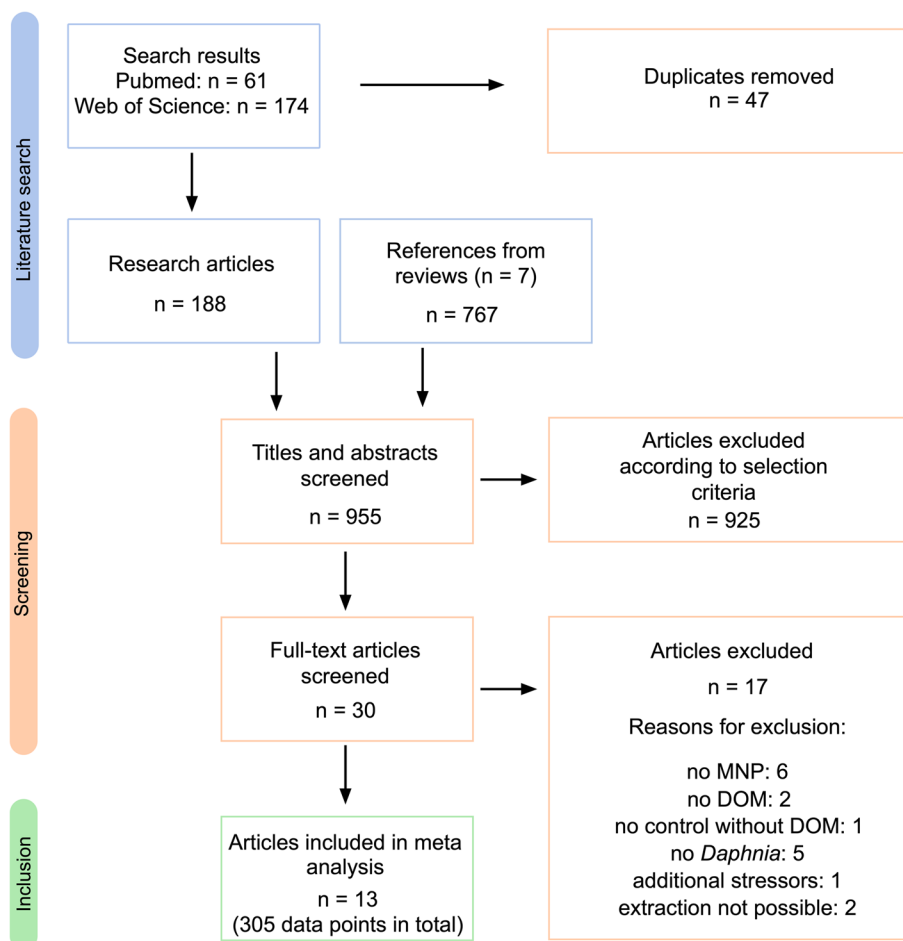 Literature search
Search results
Pubmed: n = 61
Web of Science: n = 174
Duplicates removed
n = 47
Research articles
n = 188
References from
reviews (n = 7)
n = 767
Screening
Titles and abstracts
screened
n = 955
Articles excluded
according to selection
criteria
n = 925
Full-text articles
screened
n = 30
Articles excluded
n = 17
Reasons for exclusion:
no MNP: 6
no DOM: 2
no control without DOM: 1
no Daphnia: 5
additional stressors: 1
extraction not possible: 2
Inclusion
Articles included in meta
analysis
n = 13
(305 data points in total)